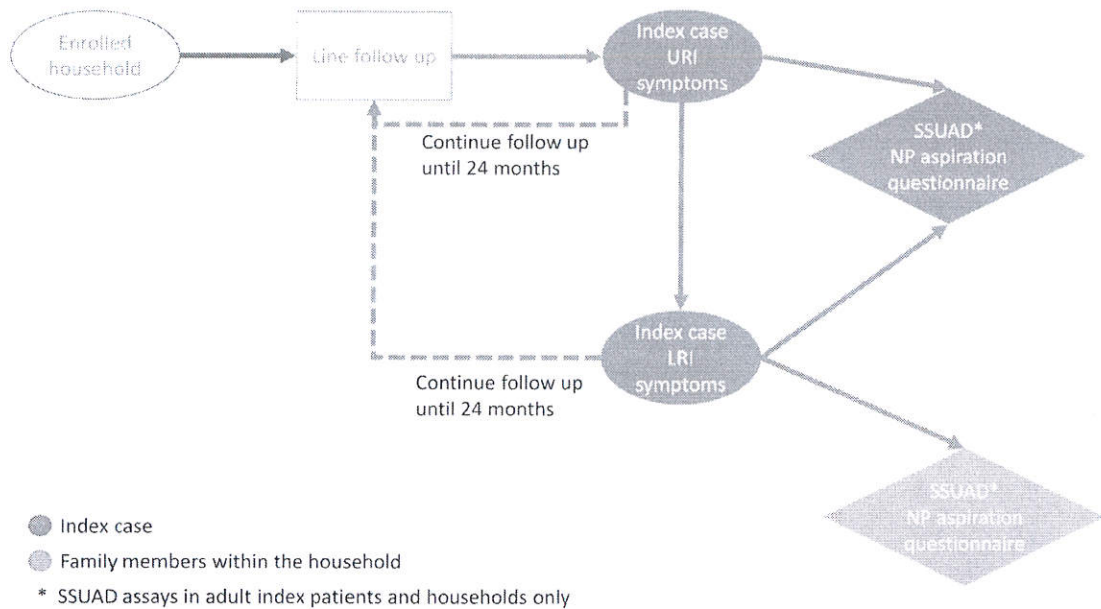 Enrolled
household
Line follow up
Index case
URI
symptoms
Continue follow up
until 24 months
SSUAD*
NP aspiration
questionnaire
Index case
LRI
symptoms
Continue follow up
until 24 months
SSUAD*
NP aspiration
questionnaire
Index case
Family members within the household
* SSUAD assays in adult index patients and households only